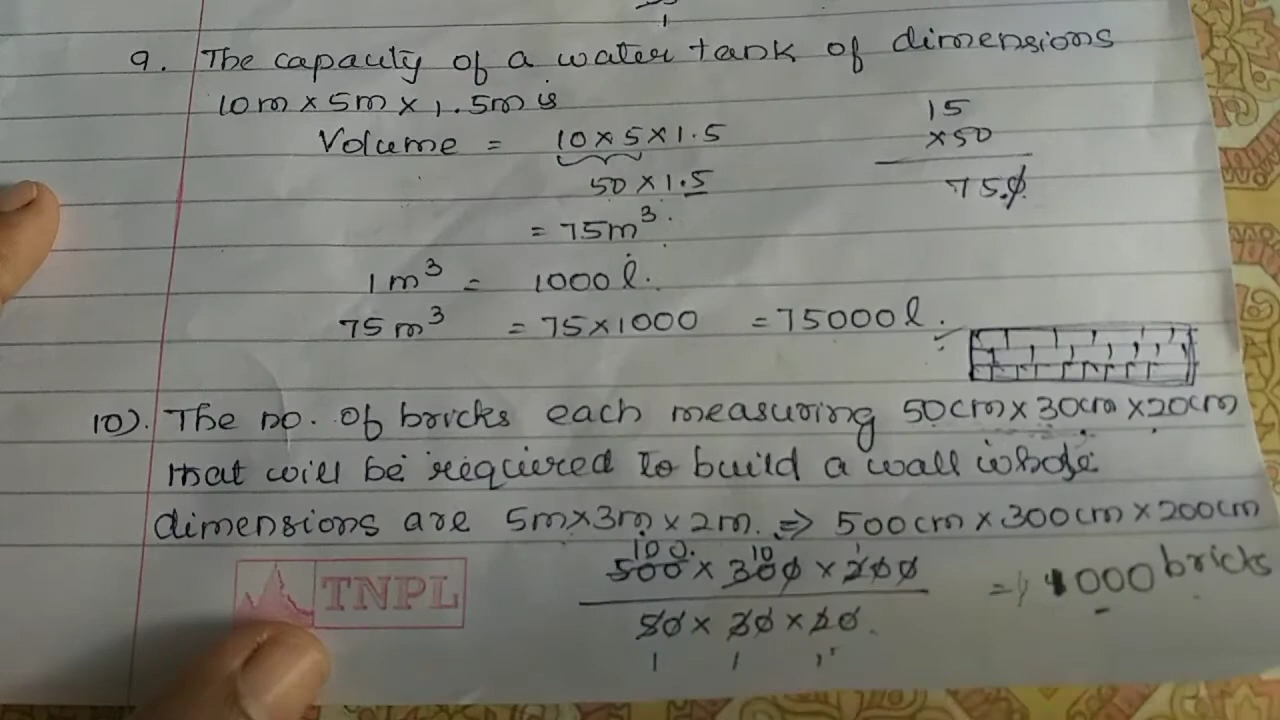 9. The capacity of a water tank of dimensions
10m × 5m × 1.5m is
Volume = 10 × 5 × 1.5
50 × 1.5
= 75m³.
15
×50
75.0
1m³ = 1000 l.
75m³ = 75×1000 = 75000 l.
10). The no. of bricks each measuring 50cm × 30cm × 20cm
that will be requiered to build a wall whose
dimensions are 5m×3m×2m. ⇒ 500cm × 300cm × 200cm
100. 10 1
500 × 300 × 200
50 × 30 × 20.
1 1 1
= 1000 bricks
TNPL